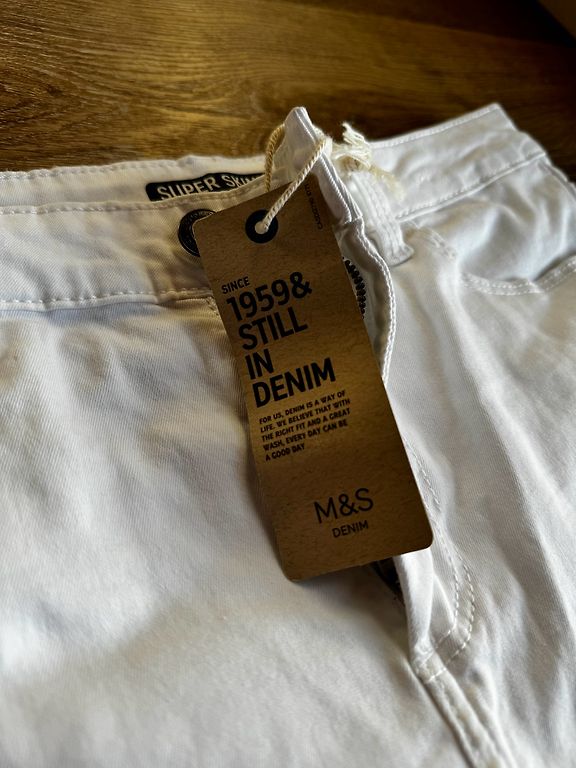 SUPER
SINCE
1959&
STILL
IN
DENIM
FOR US, DENIM IS A WAY OF
LIFE. WE BELIEVE THAT WITH
THE RIGHT FIT AND A GREAT
WASH, EVERY DAY CAN BE
A GOOD DAY
M&S
DENIM